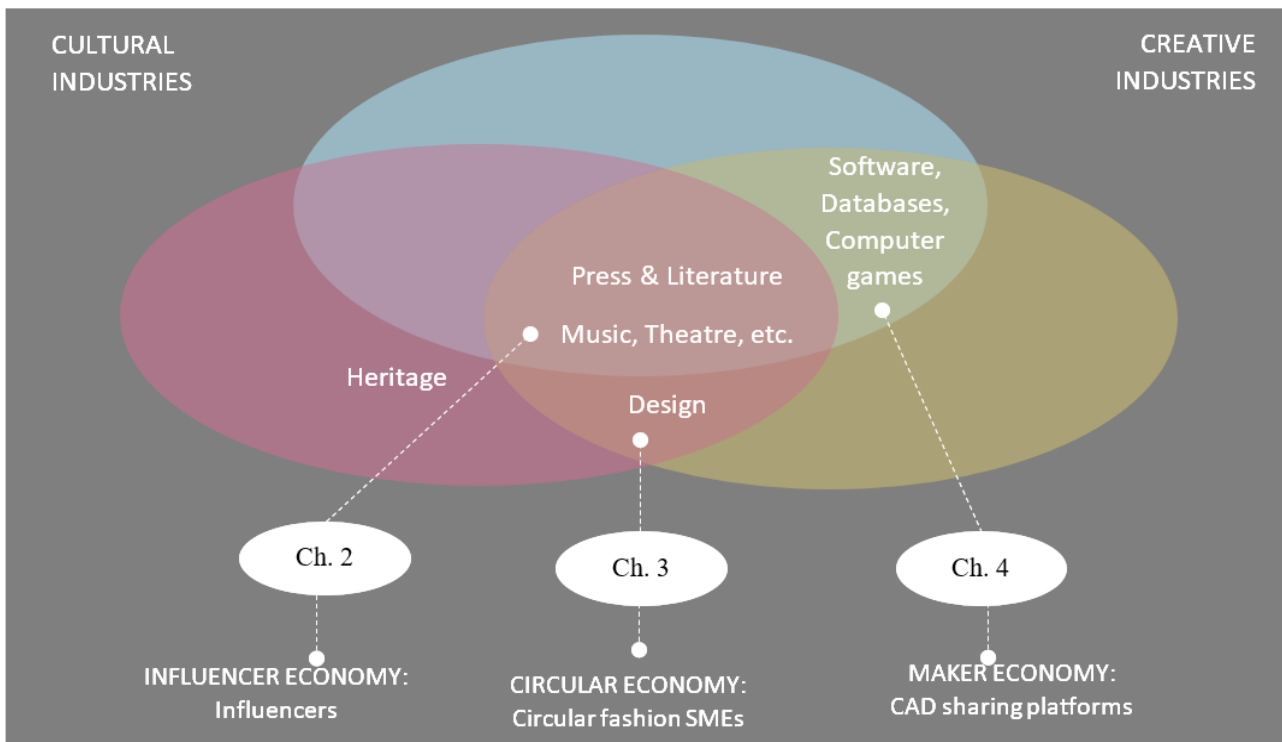 CULTURAL
INDUSTRIES
CREATIVE
INDUSTRIES
Software,
Databases,
Computer
games
Press & Literature
Music, Theatre, etc.
Heritage
Design
Ch. 2
Ch. 3
Ch. 4
INFLUENCER ECONOMY:
Influencers
CIRCULAR ECONOMY:
Circular fashion SMEs
MAKER ECONOMY:
CAD sharing platforms